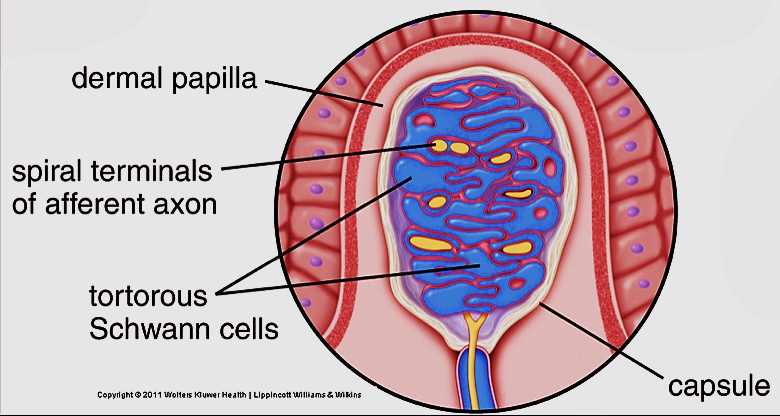 dermal papilla
spiral terminals
of afferent axon
tortorous
Schwann cells
capsule
Copyright © 2011 Wolters Kluwer Health | Lippincott Williams & Wilkins